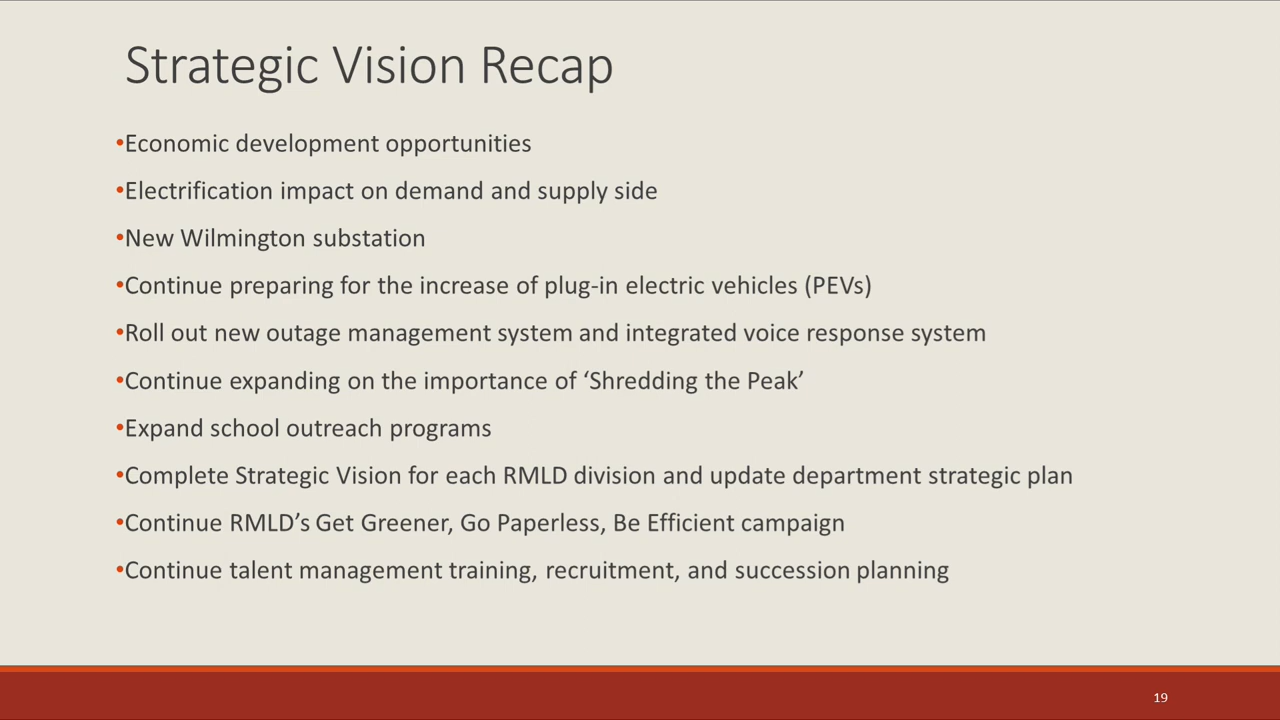 Strategic Vision Recap
•Economic development opportunities
•Electrification impact on demand and supply side
•New Wilmington substation
•Continue preparing for the increase of plug-in electric vehicles (PEVs)
•Roll out new outage management system and integrated voice response system
•Continue expanding on the importance of ‘Shredding the Peak’
•Expand school outreach programs
•Complete Strategic Vision for each RMLD division and update department strategic plan
•Continue RMLD’s Get Greener, Go Paperless, Be Efficient campaign
•Continue talent management training, recruitment, and succession planning
19